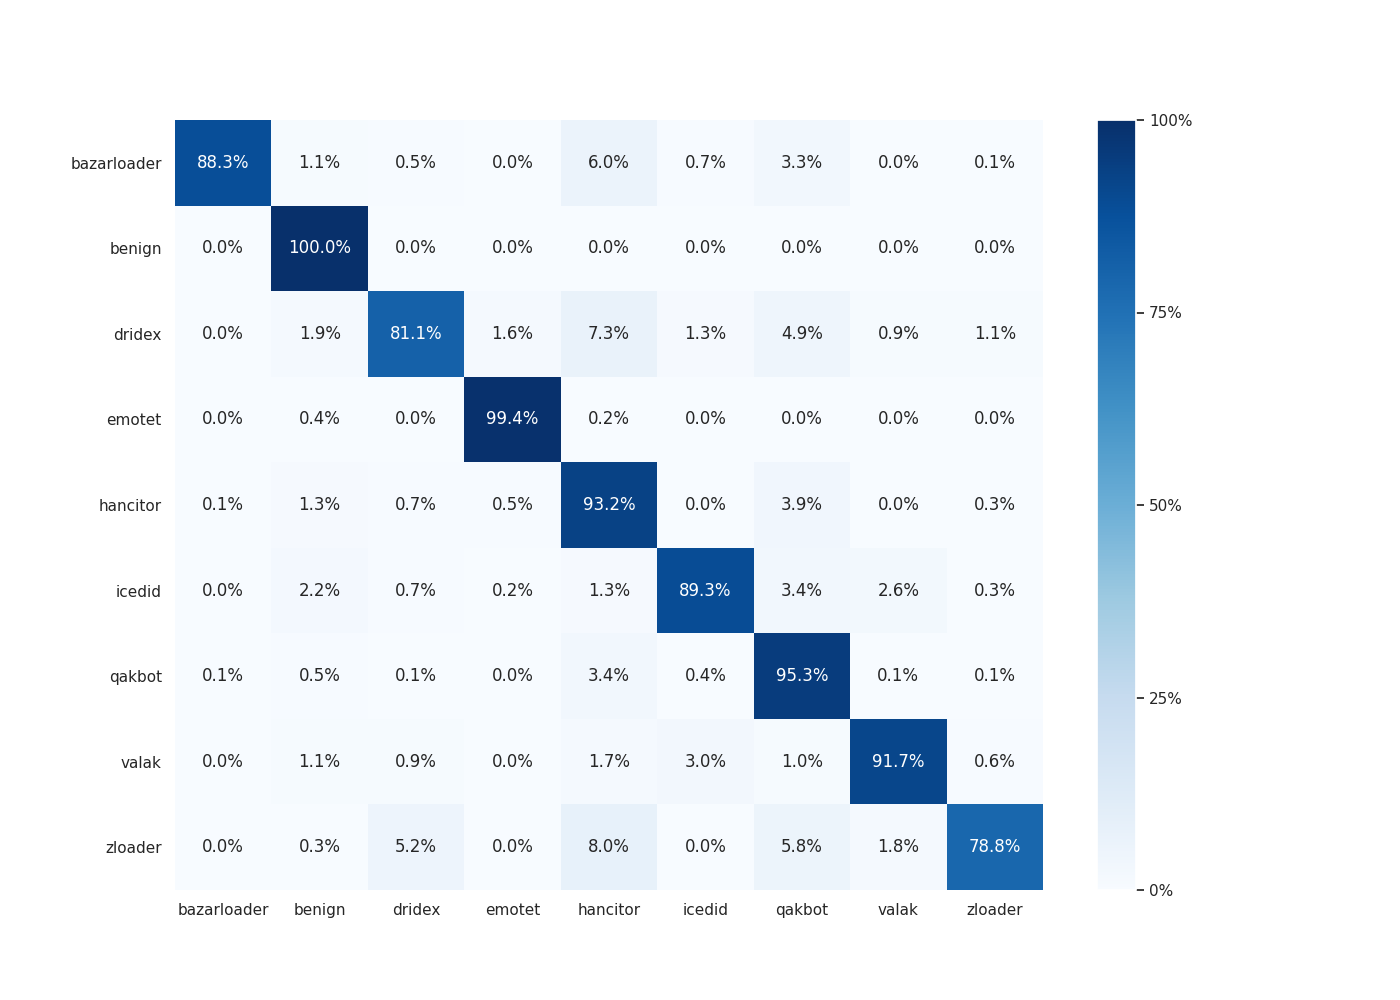 100%
bazarloader 88.3% 1.1% 0.5% 0.0% 6.0% 0.7% 3.3% 0.0% 0.1%
benign 0.0% 100.0% 0.0% 0.0% 0.0% 0.0% 0.0% 0.0% 0.0%
75%
dridex 0.0% 1.9% 81.1% 1.6% 7.3% 1.3% 4.9% 0.9% 1.1%
emotet 0.0% 0.4% 0.0% 99.4% 0.2% 0.0% 0.0% 0.0% 0.0%
hancitor 0.1% 1.3% 0.7% 0.5% 93.2% 0.0% 3.9% 0.0% 0.3%
50%
icedid 0.0% 2.2% 0.7% 0.2% 1.3% 89.3% 3.4% 2.6% 0.3%
qakbot 0.1% 0.5% 0.1% 0.0% 3.4% 0.4% 95.3% 0.1% 0.1%
25%
valak 0.0% 1.1% 0.9% 0.0% 1.7% 3.0% 1.0% 91.7% 0.6%
zloader 0.0% 0.3% 5.2% 0.0% 8.0% 0.0% 5.8% 1.8% 78.8%
0%
bazarloader benign dridex emotet hancitor icedid qakbot valak zloader